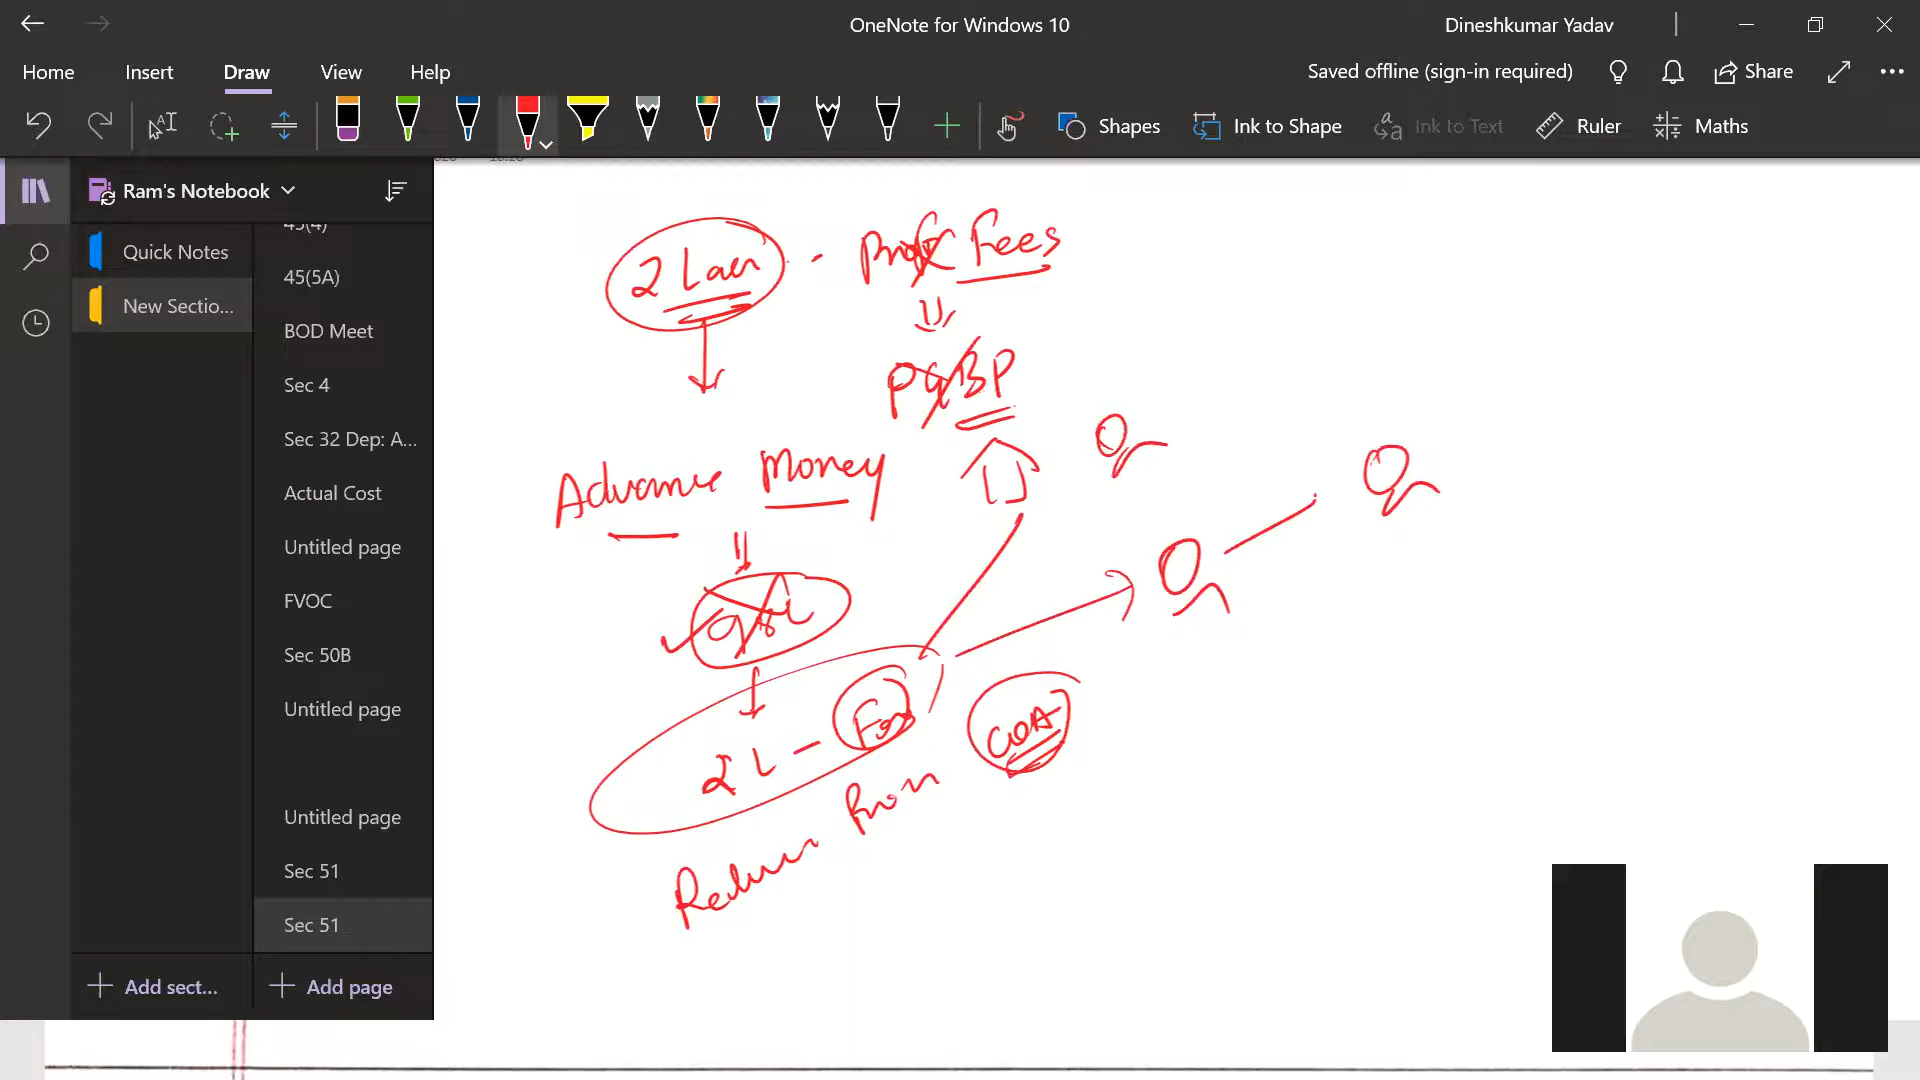 OneNote for Windows 10
Dineshkumar Yadav
Home Insert Draw View Help
Saved offline (sign-in required) Share
Shapes Ink to Shape Ink to Text Ruler Maths
Ram's Notebook
Quick Notes
New Sectio...
45(4)
45(5A)
BOD Meet
Sec 4
Sec 32 Dep: A...
Actual Cost
Untitled page
FVOC
Sec 50B
Untitled page
Untitled page
Sec 51
Sec 51
Add sect...
Add page
2 - Prof Fees
PGBP
Advance Money
2 L -
COA
from